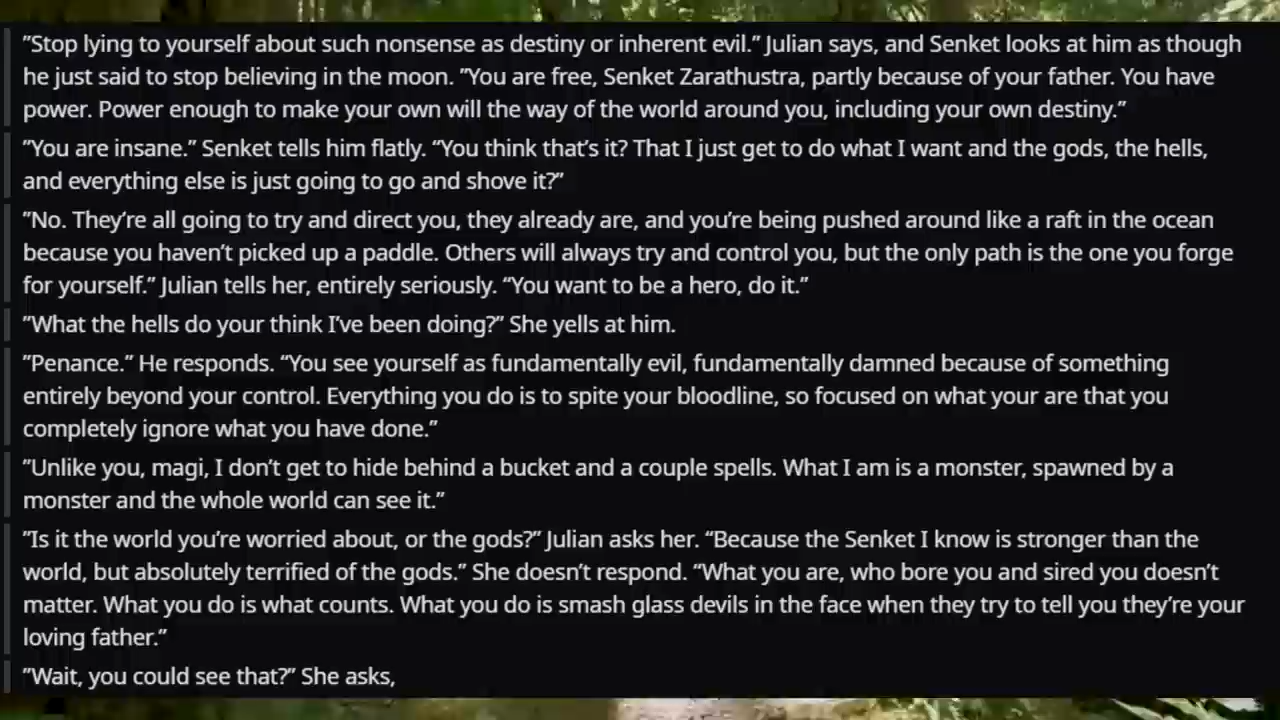 ”Stop lying to yourself about such nonsense as destiny or inherent evil.” Julian says, and Senket looks at him as though
he just said to stop believing in the moon. ”You are free, Senket Zarathustra, partly because of your father. You have
power. Power enough to make your own will the way of the world around you, including your own destiny.”
”You are insane.” Senket tells him flatly. “You think that’s it? That I just get to do what I want and the gods, the hells,
and everything else is just going to go and shove it?”
”No. They’re all going to try and direct you, they already are, and you’re being pushed around like a raft in the ocean
because you haven’t picked up a paddle. Others will always try and control you, but the only path is the one you forge
for yourself.” Julian tells her, entirely seriously. “You want to be a hero, do it.”
”What the hells do your think I’ve been doing?” She yells at him.
”Penance.” He responds. “You see yourself as fundamentally evil, fundamentally damned because of something
entirely beyond your control. Everything you do is to spite your bloodline, so focused on what your are that you
completely ignore what you have done.”
”Unlike you, magi, I don’t get to hide behind a bucket and a couple spells. What I am is a monster, spawned by a
monster and the whole world can see it.”
”Is it the world you’re worried about, or the gods?” Julian asks her. “Because the Senket I know is stronger than the
world, but absolutely terrified of the gods.” She doesn’t respond. “What you are, who bore you and sired you doesn’t
matter. What you do is what counts. What you do is smash glass devils in the face when they try to tell you they’re your
loving father.”
”Wait, you could see that?” She asks,